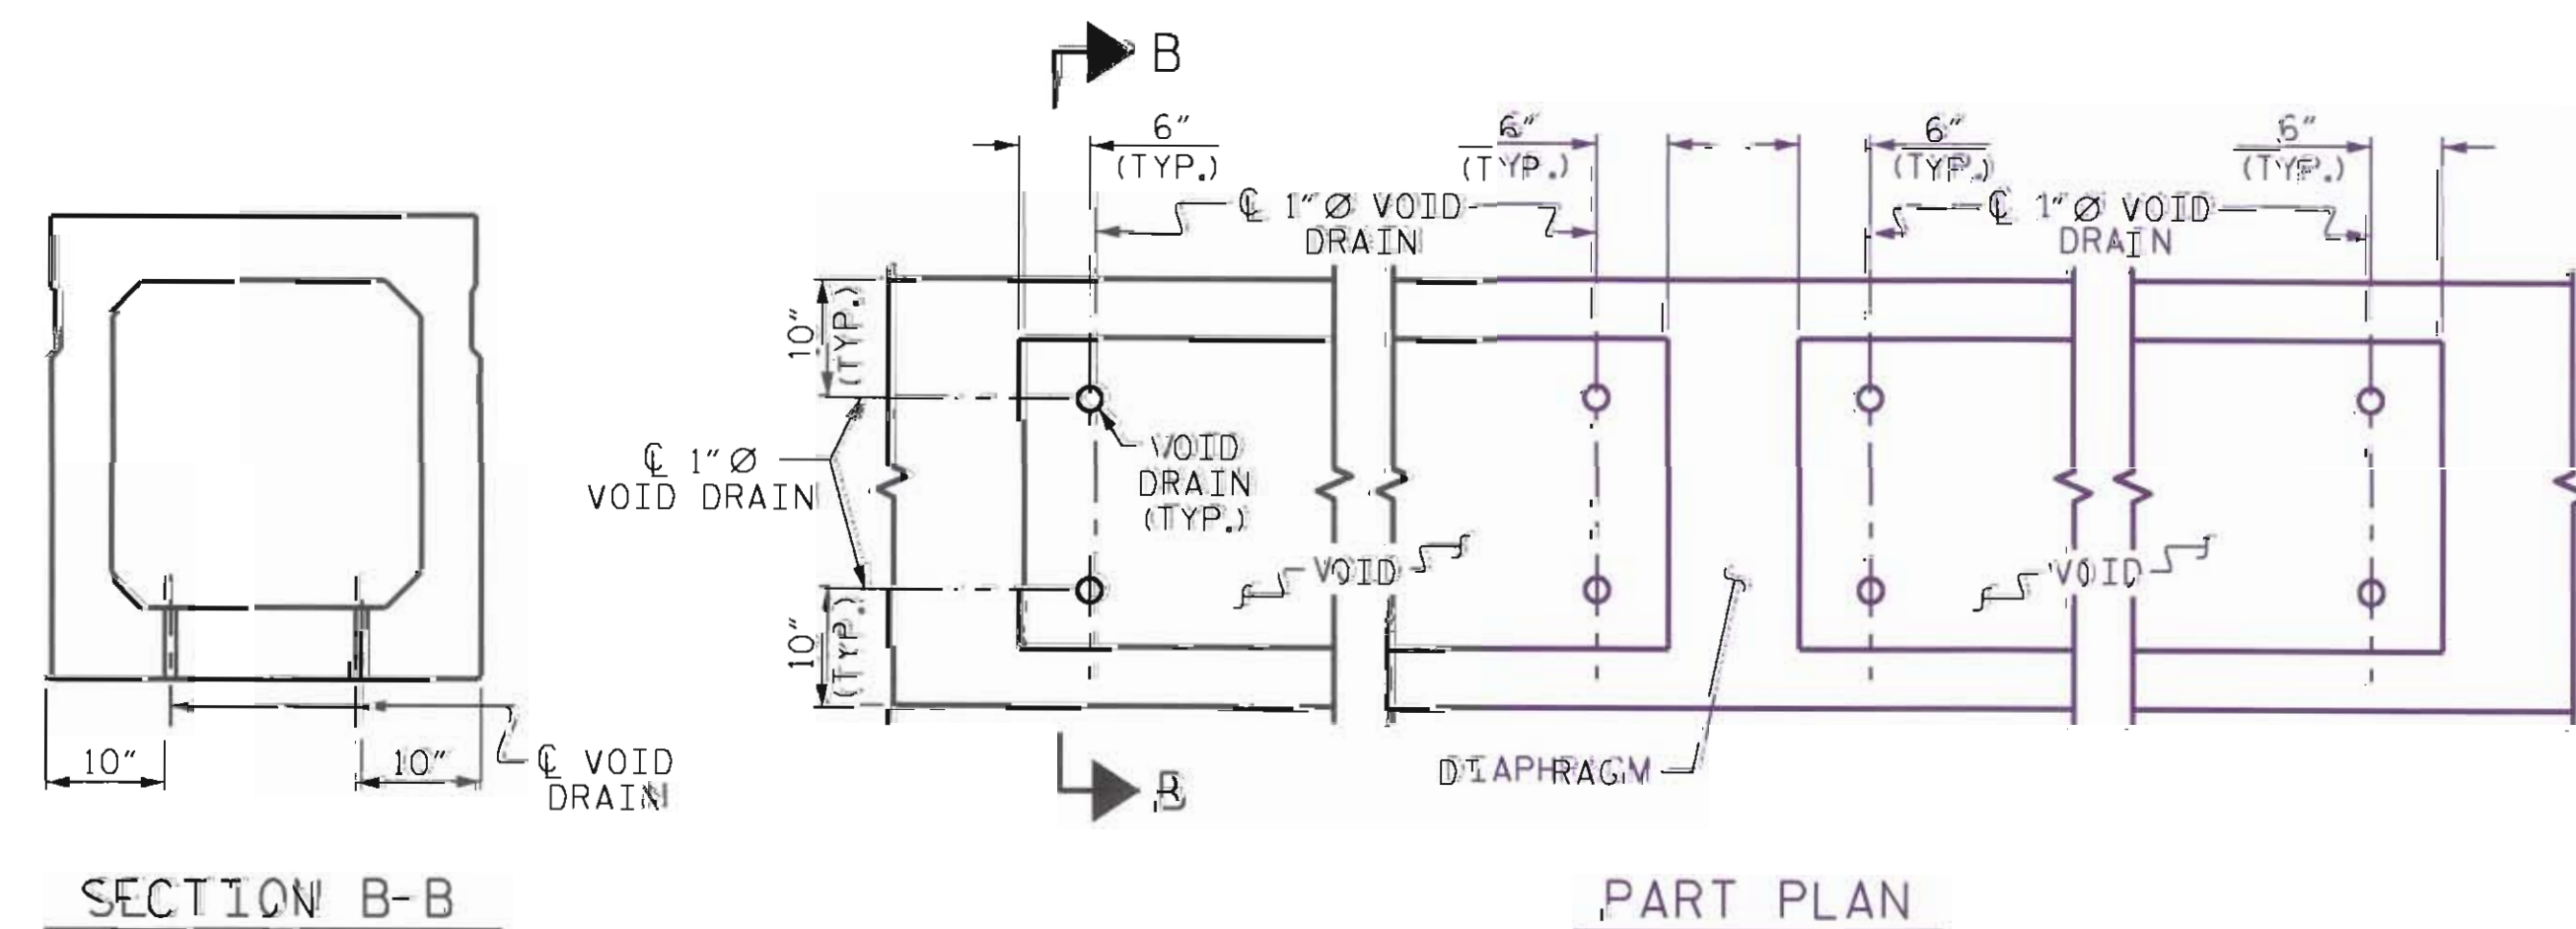 B
6"
(TYP.)
6"
(TYP.)
6"
(TYP.)
6"
(TYP.)
℄ 1"Ø VOID
DRAIN
℄ 1"Ø VOID
DRAIN
10"
(TYP.)
℄ 1"Ø
VOID DRAIN
VOID
DRAIN
(TYP.)
VOID
VOID
10"
(TYP.)
10"
10"
℄ VOID
DRAIN
DIAPHRAGM
B
SECTION B-B
PART PLAN